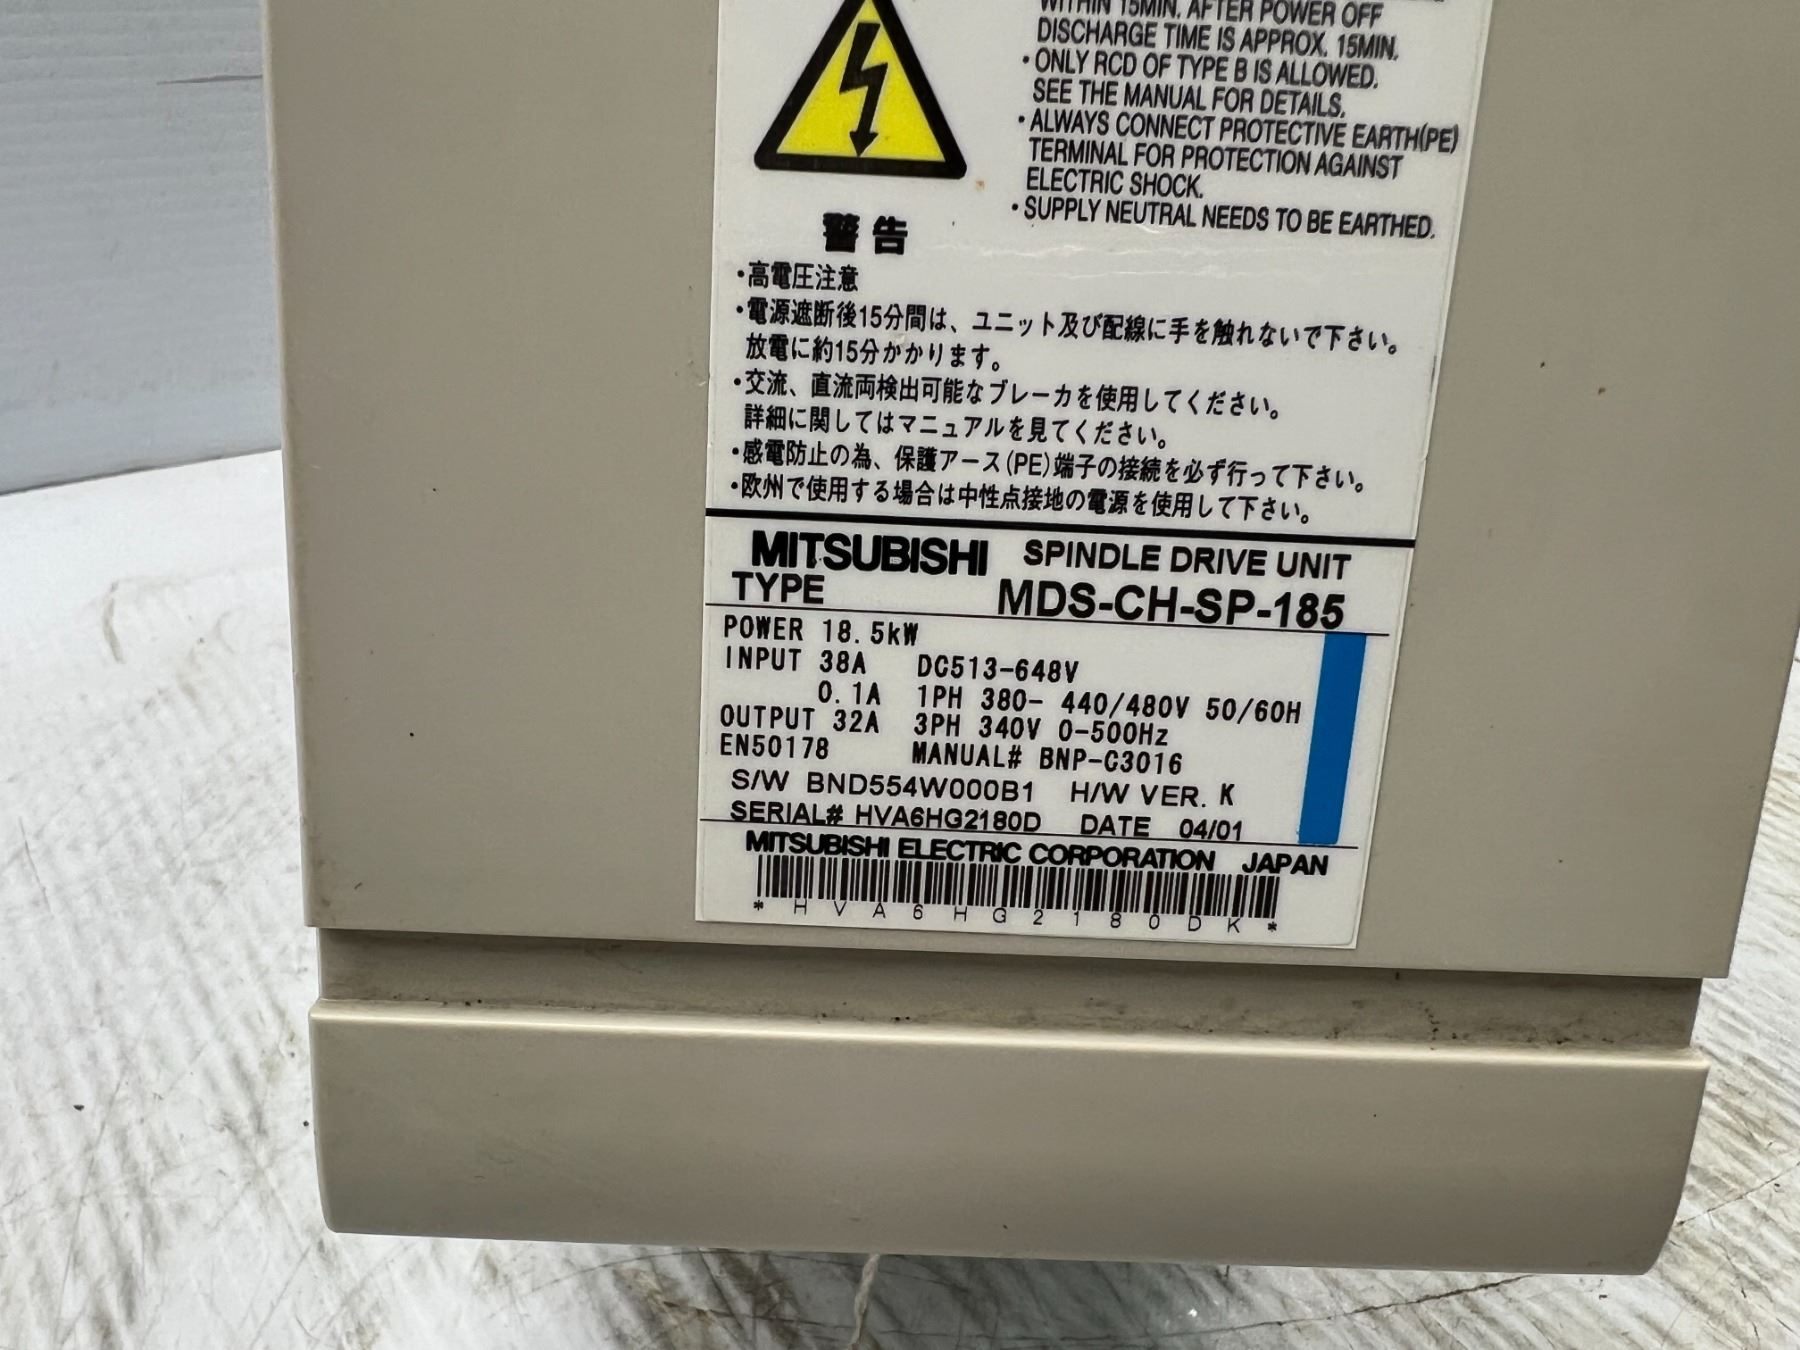 WITHIN 15MIN. AFTER POWER OFF
DISCHARGE TIME IS APPROX. 15MIN.
・ONLY RCD OF TYPE B IS ALLOWED.
SEE THE MANUAL FOR DETAILS.
・ALWAYS CONNECT PROTECTIVE EARTH(PE)
TERMINAL FOR PROTECTION AGAINST
ELECTRIC SHOCK.
・SUPPLY NEUTRAL NEEDS TO BE EARTHED.
警告
・高電圧注意
・電源遮断後15分間は、ユニット及び配線に手を触れないで下さい。
放電に約15分かかります。
・交流、直流両検出可能なブレーカを使用してください。
詳細に関してはマニュアルを見てください。
・感電防止の為、保護アース(PE)端子の接続を必ず行って下さい。
・欧州で使用する場合は中性点接地の電源を使用して下さい。
MITSUBISHI SPINDLE DRIVE UNIT
TYPE MDS-CH-SP-185
POWER 18.5kW
INPUT 38A DC513-648V
0.1A 1PH 380- 440/480V 50/60H
OUTPUT 32A 3PH 340V 0-500Hz
EN50178 MANUAL# BNP-C3016
S/W BND554W000B1 H/W VER. K
SERIAL# HVA6HG2180D DATE 04/01
MITSUBISHI ELECTRIC CORPORATION JAPAN
* H V A 6 H G 2 1 8 0 D K *